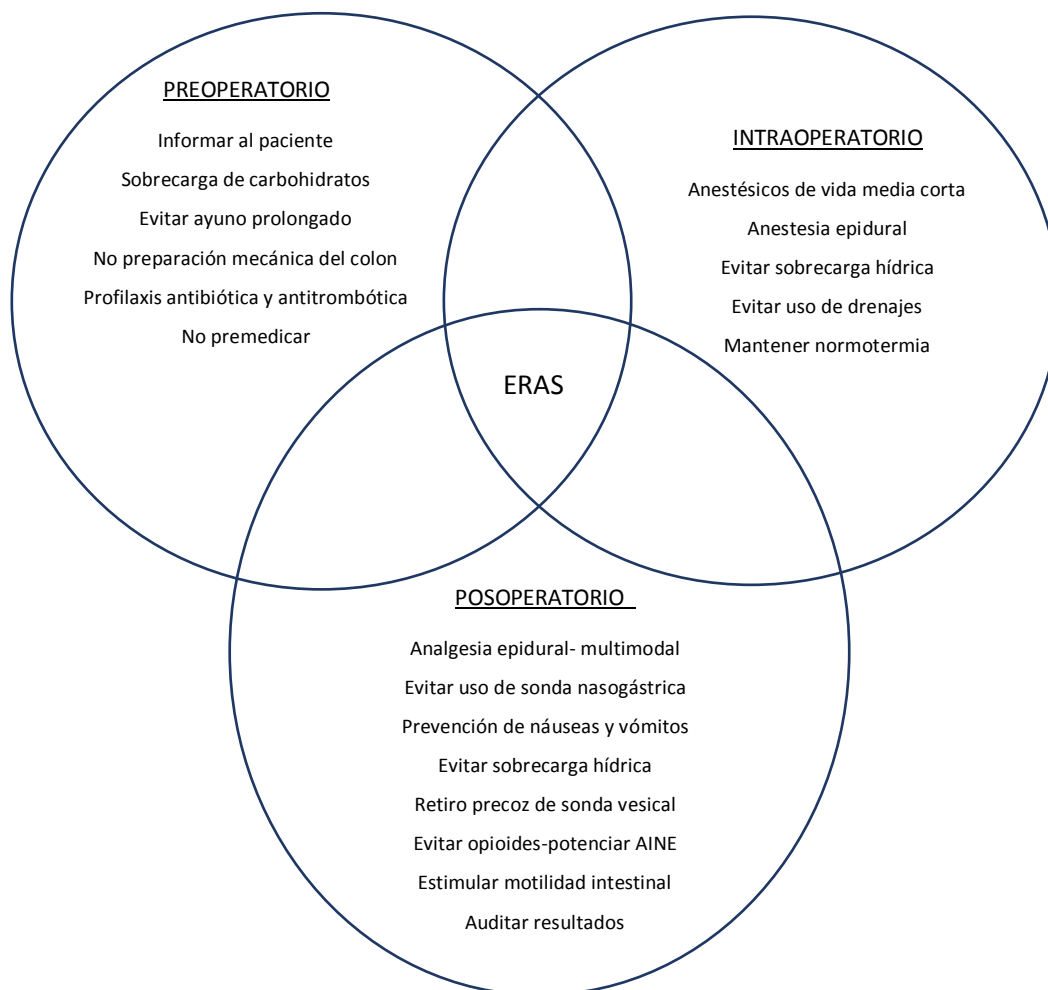 PREOPERATORIO
Informar al paciente
Sobrecarga de carbohidratos
Evitar ayuno prolongado
No preparación mecánica del colon
Profilaxis antibiótica y antitrombótica
No premedicar
INTRAOPERATORIO
Anestésicos de vida media corta
Anestesia epidural
Evitar sobrecarga hídrica
Evitar uso de drenajes
Mantener normotermia
ERAS
POSOPERATORIO
Analgesia epidural- multimodal
Evitar uso de sonda nasogástrica
Prevención de náuseas y vómitos
Evitar sobrecarga hídrica
Retiro precoz de sonda vesical
Evitar opioides-potenciar AINE
Estimular motilidad intestinal
Auditar resultados